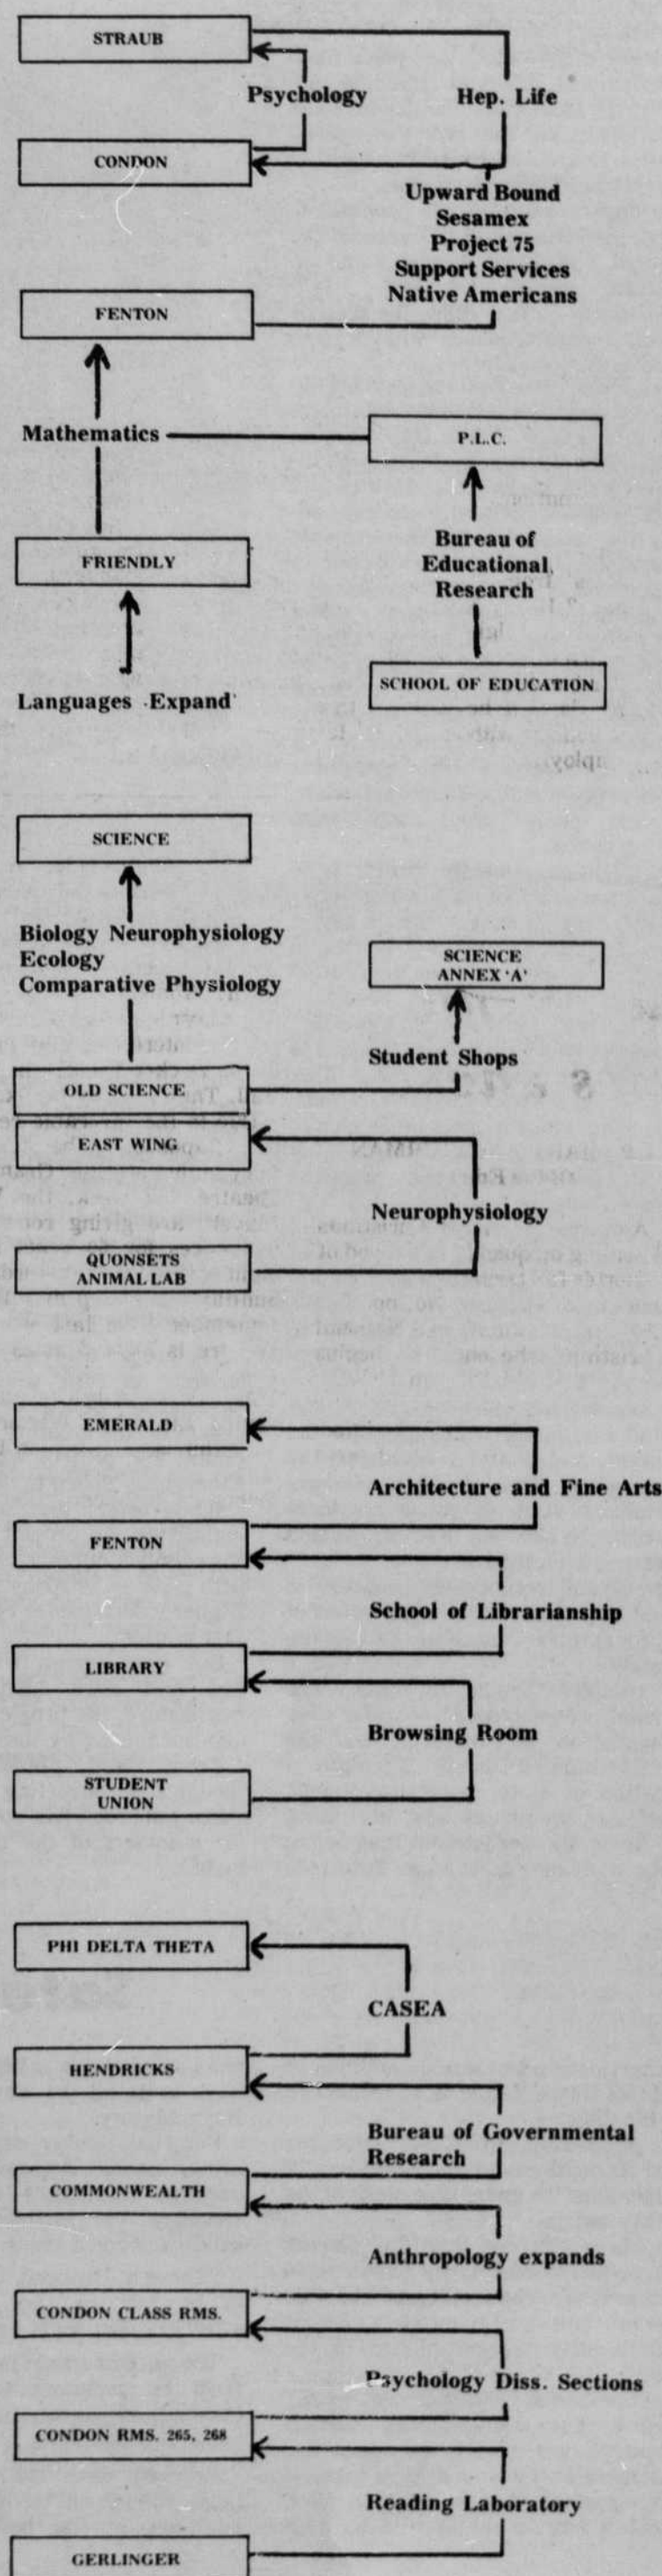 STRAUB
Psychology
Hep. Life
CONDON
Upward Bound
Sesamex
Project 75
Support Services
Native Americans
FENTON
Mathematics
P.L.C.
Bureau of
Educational
Research
FRIENDLY
SCHOOL OF EDUCATION
Languages Expand
SCIENCE
Biology Neurophysiology
Ecology
Comparative Physiology
SCIENCE
ANNEX 'A'
Student Shops
OLD SCIENCE
EAST WING
Neurophysiology
QUONSETS
ANIMAL LAB
EMERALD
Architecture and Fine Arts
FENTON
School of Librarianship
LIBRARY
Browsing Room
STUDENT
UNION
PHI DELTA THETA
CASEA
HENDRICKS
Bureau of Governmental
Research
COMMONWEALTH
Anthropology expands
CONDON CLASS RMS.
Psychology Diss. Sections
CONDON RMS. 265, 268
Reading Laboratory
GERLINGER